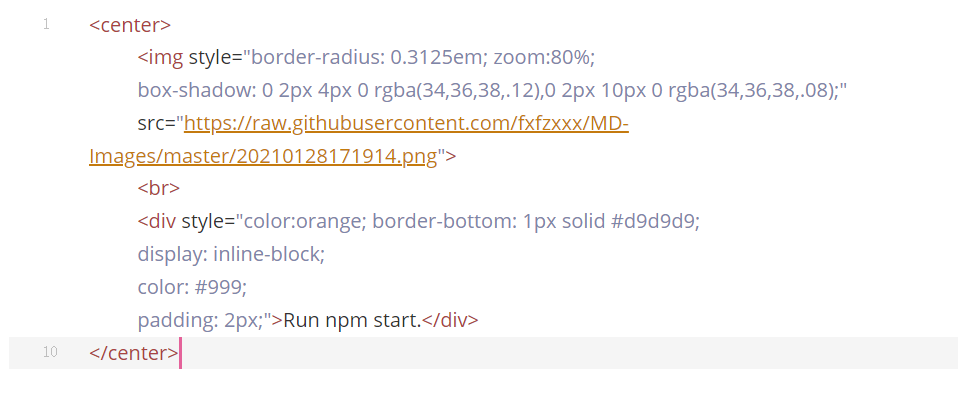 1 <center>
<img style="border-radius: 0.3125em; zoom:80%;
box-shadow: 0 2px 4px 0 rgba(34,36,38,.12),0 2px 10px 0 rgba(34,36,38,.08);"
src="https://raw.githubusercontent.com/fxfzxxx/MD-
Images/master/20210128171914.png">
<br>
<div style="color:orange; border-bottom: 1px solid #d9d9d9;
display: inline-block;
color: #999;
padding: 2px;">Run npm start.</div>
10 </center>